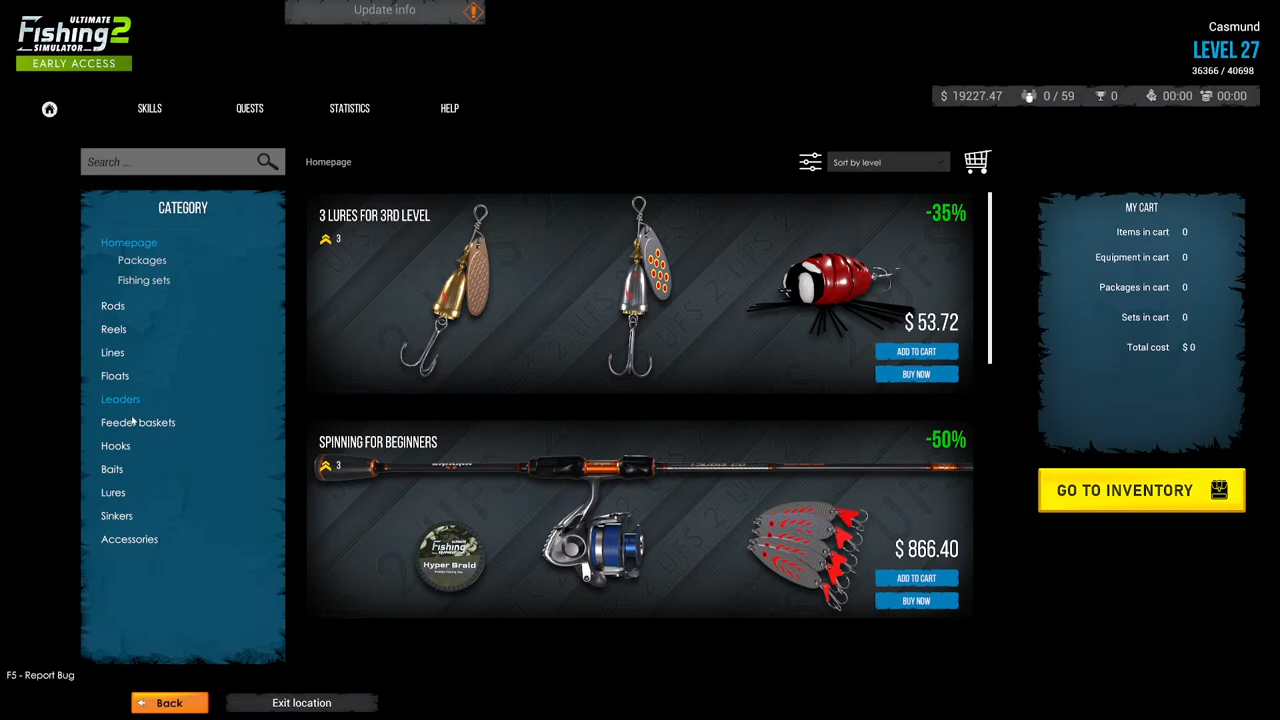 Update info
ULTIMATE
Fishing 2
SIMULATOR
EARLY ACCESS
Casmund
LEVEL 27
36366 / 40698
$ 19227.47 0 / 59 0 00:00 00:00
SKILLS QUESTS STATISTICS HELP
Search ...
Homepage
Sort by level
CATEGORY
Homepage
Packages
Fishing sets
Rods
Reels
Lines
Floats
Leaders
Feeder baskets
Hooks
Baits
Lures
Sinkers
Accessories
3 LURES FOR 3RD LEVEL
-35%
3
$ 53.72
ADD TO CART
BUY NOW
SPINNING FOR BEGINNERS
-50%
3
ULTIMATE
Fishing
Hyper Braid
$ 866.40
ADD TO CART
BUY NOW
MY CART
Items in cart 0
Equipment in cart 0
Packages in cart 0
Sets in cart 0
Total cost $ 0
GO TO INVENTORY
F5 - Report Bug
Back
Exit location